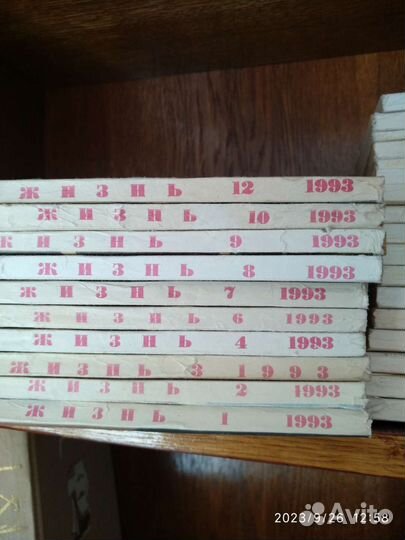 ЖИЗНЬ 12 1993
ЖИЗНЬ 10 1993
ЖИЗНЬ 9 1993
ЖИЗНЬ 8 1993
ЖИЗНЬ 7 1993
ЖИЗНЬ 6 1993
ЖИЗНЬ 4 1993
ЖИЗНЬ 3 1993
ЖИЗНЬ 2 1993
ЖИЗНЬ 1 1993
2023/9/26 12:58
Avito